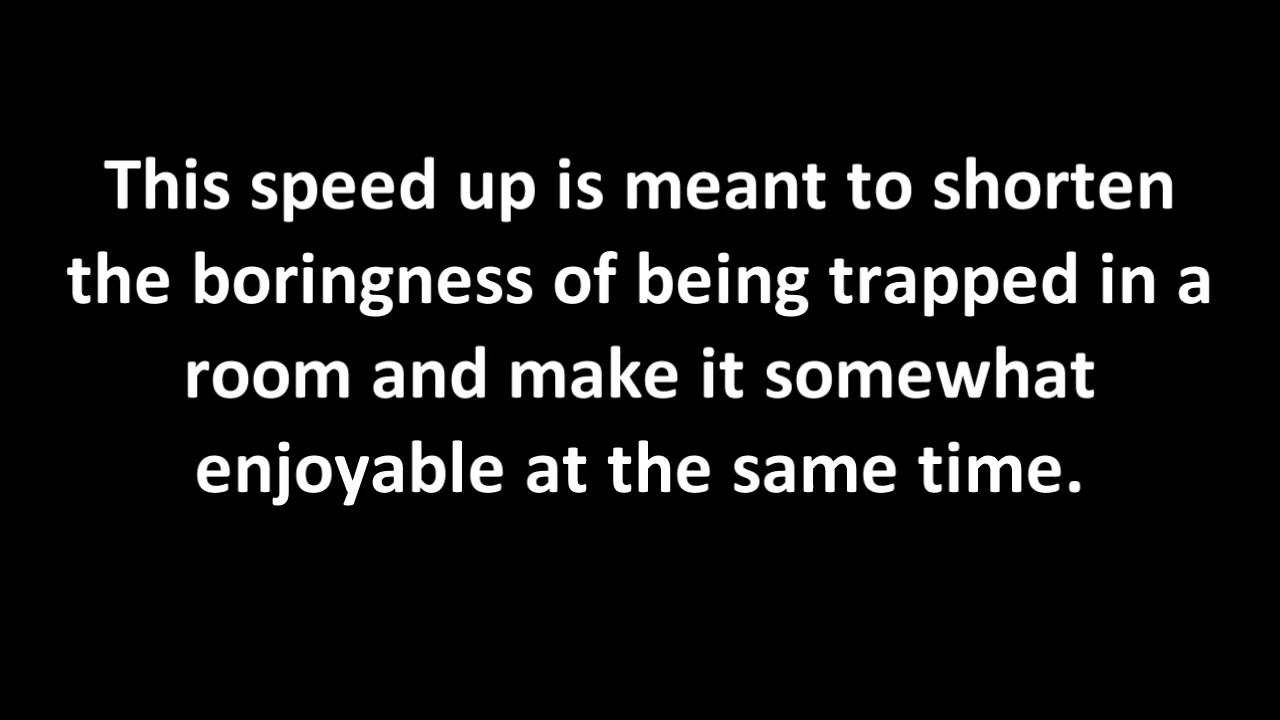 This speed up is meant to shorten
the boringness of being trapped in a
room and make it somewhat
enjoyable at the same time.